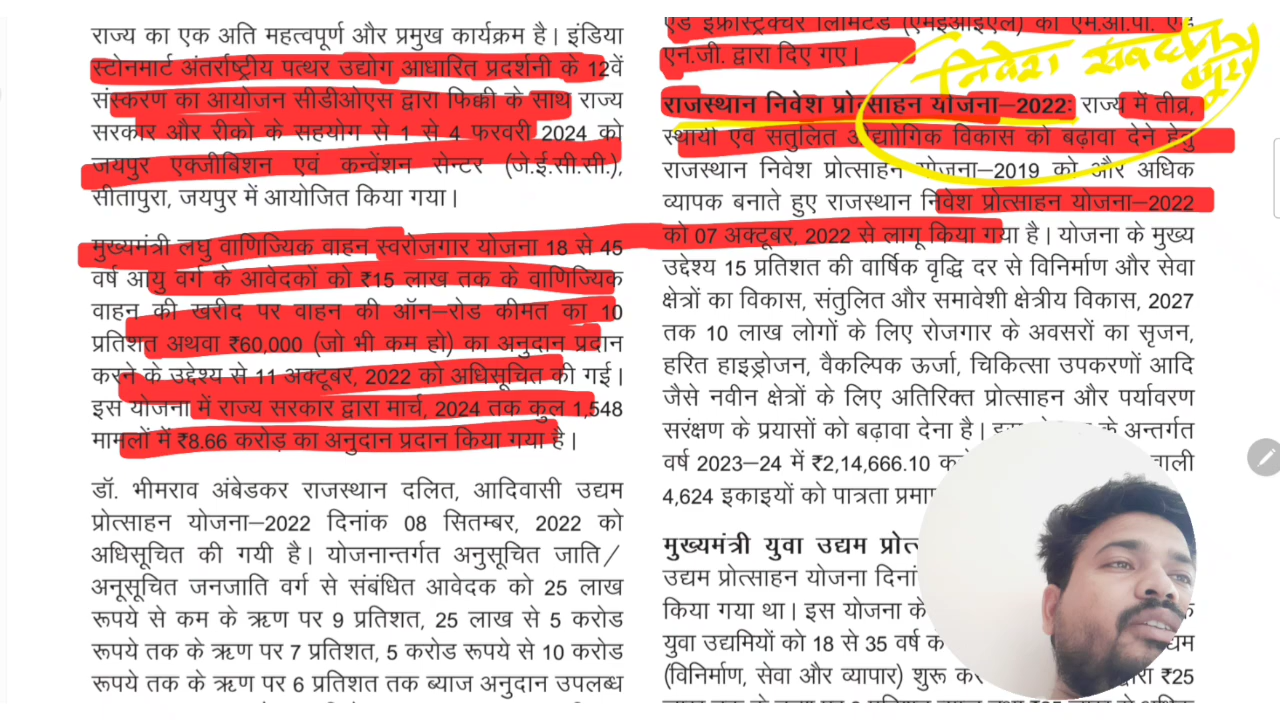 राज्य का एक अति महत्वपूर्ण और प्रमुख कार्यक्रम है। इंडिया
स्टोनमार्ट अंतर्राष्ट्रीय पत्थर उद्योग आधारित प्रदर्शनी के 12वें
संस्करण का आयोजन सीडीओएस द्वारा फिक्की के साथ राज्य
सरकार और रीको के सहयोग से 1 से 4 फरवरी 2024 को
जयपुर एक्जीबिशन एवं कन्वेंशन सेन्टर (जे.ई.सी.सी.),
सीतापुरा, जयपुर में आयोजित किया गया।
मुख्यमंत्री लघु वाणिज्यिक वाहन स्वरोजगार योजना 18 से 45
वर्ष आयु वर्ग के आवेदकों को ₹15 लाख तक के वाणिज्यिक
वाहन की खरीद पर वाहन की ऑन–रोड कीमत का 10
प्रतिशत अथवा ₹60,000 (जो भी कम हो) का अनुदान प्रदान
करने के उद्देश्य से 11 अक्टूबर, 2022 को अधिसूचित की गई।
इस योजना में राज्य सरकार द्वारा मार्च, 2024 तक कुल 1,548
मामलों में ₹8.66 करोड़ का अनुदान प्रदान किया गया है।
डॉ. भीमराव अंबेडकर राजस्थान दलित, आदिवासी उद्यम
प्रोत्साहन योजना–2022 दिनांक 08 सितम्बर, 2022 को
अधिसूचित की गयी है। योजनान्तर्गत अनुसूचित जाति/
अनूसूचित जनजाति वर्ग से संबंधित आवेदक को 25 लाख
रूपये से कम के ऋण पर 9 प्रतिशत, 25 लाख से 5 करोड
रूपये तक के ऋण पर 7 प्रतिशत, 5 करोड रूपये से 10 करोड
रूपये तक के ऋण पर 6 प्रतिशत तक ब्याज अनुदान उपलब्ध
एंड इंफ्रास्ट्रक्चर लिमिटेड (एमईआईएल) को एम.ओ.पी. एंड
एन.जी. द्वारा दिए गए।
निवेश
राजस्थान निवेश प्रोत्साहन योजना–2022: राज्य में तीव्र,
स्थायी एवं संतुलित औद्योगिक विकास को बढ़ावा देने हेतु
राजस्थान निवेश प्रोत्साहन योजना–2019 को और अधिक
व्यापक बनाते हुए राजस्थान निवेश प्रोत्साहन योजना–2022
को 07 अक्टूबर, 2022 से लागू किया गया है। योजना के मुख्य
उद्देश्य 15 प्रतिशत की वार्षिक वृद्धि दर से विनिर्माण और सेवा
क्षेत्रों का विकास, संतुलित और समावेशी क्षेत्रीय विकास, 2027
तक 10 लाख लोगों के लिए रोजगार के अवसरों का सृजन,
हरित हाइड्रोजन, वैकल्पिक ऊर्जा, चिकित्सा उपकरणों आदि
जैसे नवीन क्षेत्रों के लिए अतिरिक्त प्रोत्साहन और पर्यावरण
सरंक्षण के प्रयासों को बढ़ावा देना है। के अन्तर्गत
वर्ष 2023–24 में ₹2,14,666.10 वाली
4,624 इकाइयों को पात्रता
मुख्यमंत्री युवा उद्यम
उद्यम प्रोत्साहन योजना
किया गया था। इस योजना के
युवा उद्यमियों को 18 से 35 वर्ष
(विनिर्माण, सेवा और व्यापार) शुरू ₹25